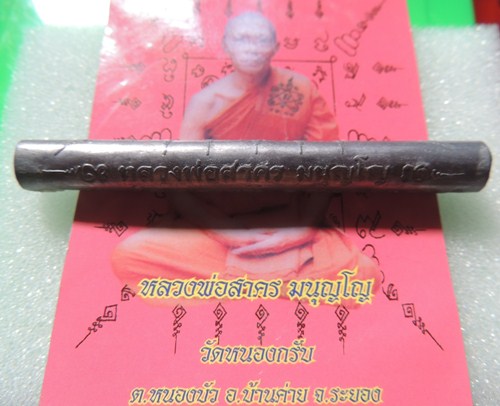 หลวงพ่อสาคร มนุญโญ
หลวงพ่อสาคร มนุญโญ
วัดหนองกรับ
ต.หนองบัว อ.บ้านค่าย จ.ระยอง